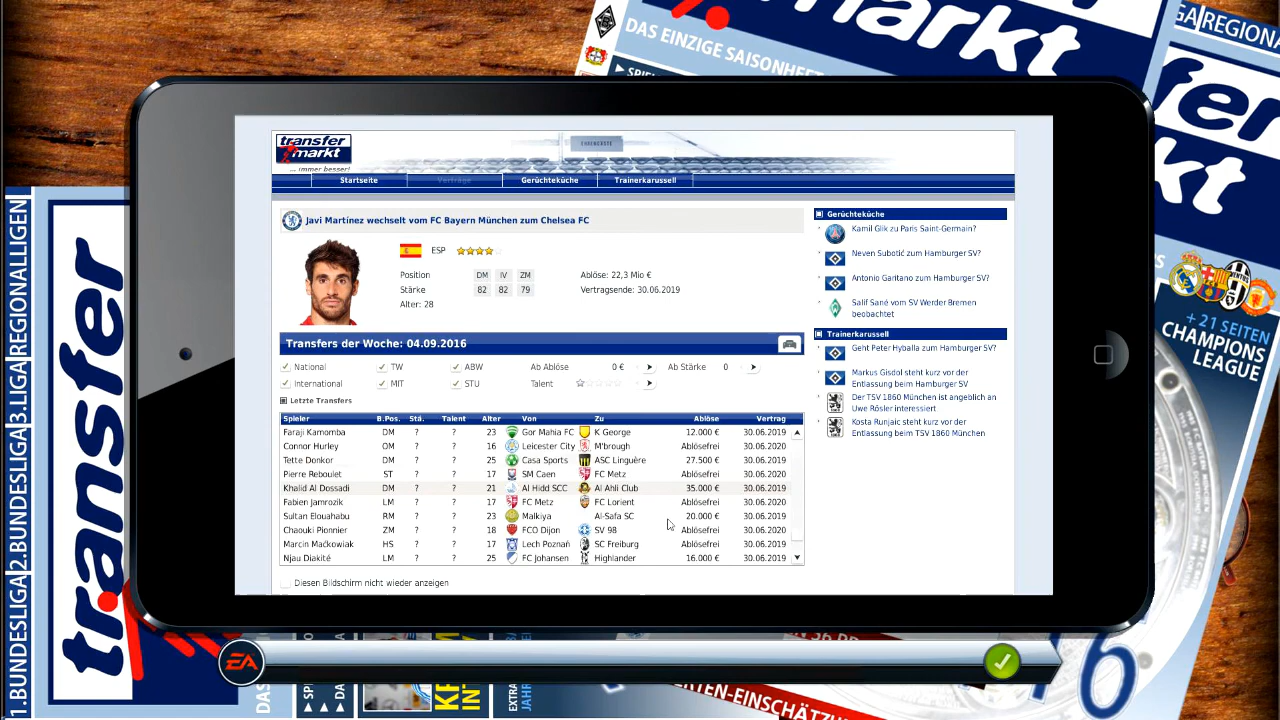 DAS EINZIGE SAISONHEFT
arkt
REGIONA
fer
kt
+ 21 SEITEN
CHAMPIONS
LEAGUE
1.BUNDESLIGA 2.BUNDESLIGA 3.LIGA REGIONALLIGEN
transfer
transfer
markt
... immer besser!
EHRENGÄSTE
Startseite Verträge Gerüchteküche Trainerkarussell
Javi Martínez wechselt vom FC Bayern München zum Chelsea FC
ESP
Position DM IV ZM Ablöse: 22,3 Mio €
Stärke 82 82 79 Vertragsende: 30.06.2019
Alter: 28
Transfers der Woche: 04.09.2016
National TW ABW Ab Ablöse 0 € Ab Stärke 0
International MIT STU Talent
Letzte Transfers
Spieler B.Pos. Stä. Talent Alter Von Zu Ablöse Vertrag
Faraji Kamomba DM ? ? 23 Gor Mahia FC K George 12.000 € 30.06.2019
Connor Hurley OM ? ? 16 Leicester City M'brough Ablösefrei 30.06.2020
Tette Donkor DM ? ? 25 Casa Sports ASC Linguère 27.500 € 30.06.2020
Pierre Reboulet ST ? ? 17 SM Caen FC Metz Ablösefrei 30.06.2020
Khalid Al Dossadi DM ? ? 21 Al Hidd SCC Al Ahli Club 35.000 € 30.06.2019
Fabien Jamrozik LM ? ? 17 FC Metz FC Lorient Ablösefrei 30.06.2020
Sultan Elouahabu RM ? ? 23 Malkiya Al-Safa SC 20.000 € 30.06.2019
Chaouki Pionnier ZM ? ? 18 FCO Dijon SV 98 Ablösefrei 30.06.2020
Marcin Maćkowiak HS ? ? 17 Lech Poznań SC Freiburg Ablösefrei 30.06.2019
Njau Diakité LM ? ? 25 FC Johansen Highlander 16.000 € 30.06.2019
Diesen Bildschirm nicht wieder anzeigen
Gerüchteküche
Kamil Glik zu Paris Saint-Germain?
Neven Subotić zum Hamburger SV?
Antonio Garitano zum Hamburger SV?
Salif Sané vom SV Werder Bremen
beobachtet
Trainerkarussell
Geht Peter Hyballa zum Hamburger SV?
Markus Gisdol steht kurz vor der
Entlassung beim Hamburger SV
Der TSV 1860 München ist angeblich an
Uwe Rösler interessiert
Kosta Runjaic steht kurz vor der
Entlassung beim TSV 1860 München
EA
DAS
EXTRA
JAHR
RTEN-EINSCHÄTZU
16